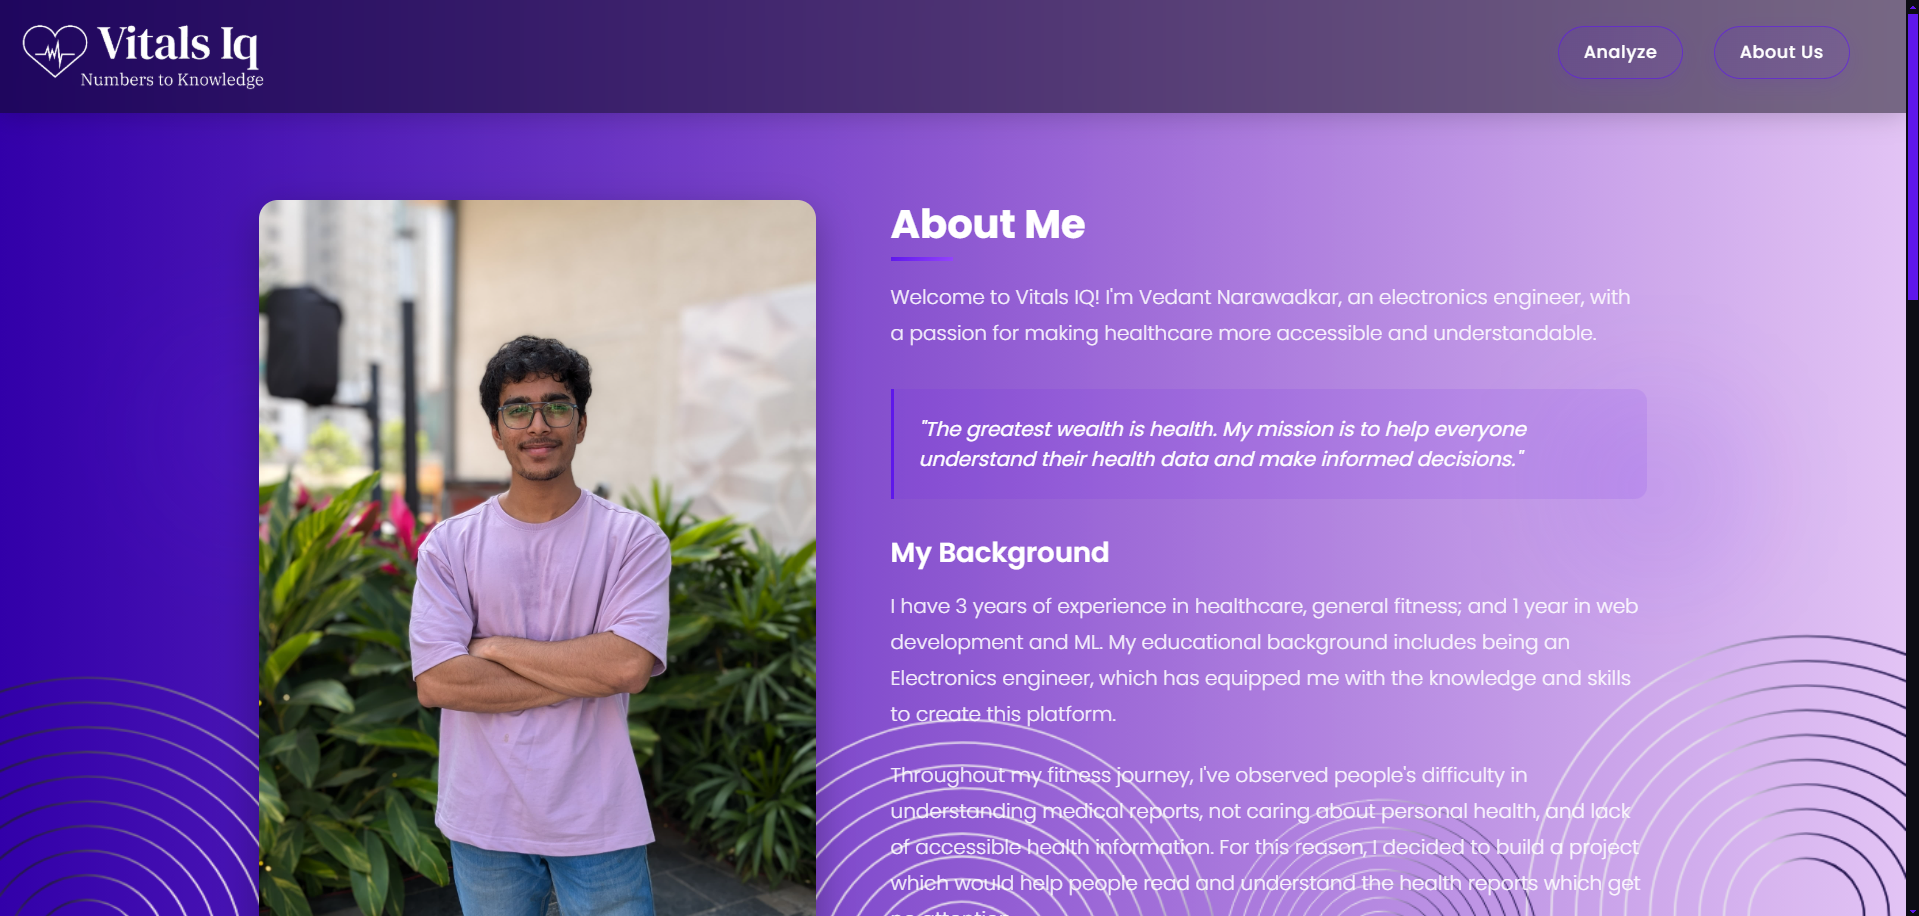 Vitals Iq
Numbers to Knowledge
Analyze
About Us
About Me
Welcome to Vitals IQ! I'm Vedant Narawadkar, an electronics engineer, with
a passion for making healthcare more accessible and understandable.
"The greatest wealth is health. My mission is to help everyone
understand their health data and make informed decisions."
My Background
I have 3 years of experience in healthcare, general fitness; and 1 year in web
development and ML. My educational background includes being an
Electronics engineer, which has equipped me with the knowledge and skills
to create this platform.
Throughout my fitness journey, I've observed people's difficulty in
understanding medical reports, not caring about personal health, and lack
of accessible health information. For this reason, I decided to build a project
which would help people read and understand the health reports which get